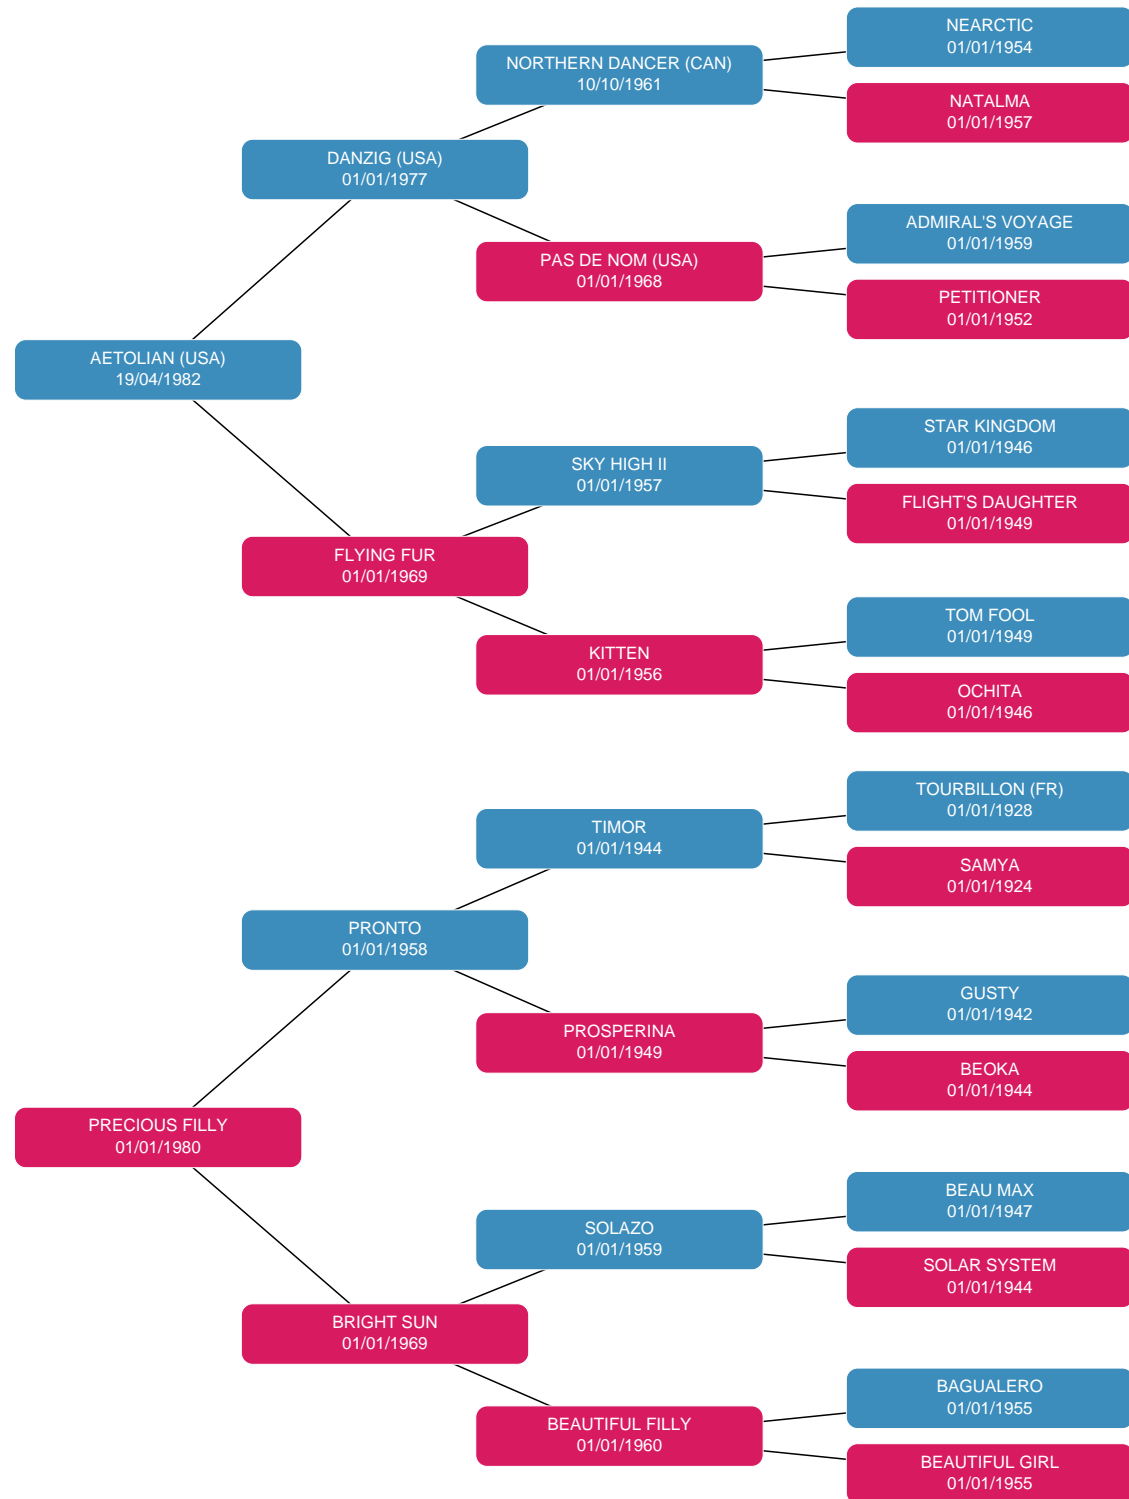 NEARCTIC
01/01/1954
NORTHERN DANCER (CAN)
10/10/1961
NATALMA
01/01/1957
DANZIG (USA)
01/01/1977
ADMIRAL'S VOYAGE
01/01/1959
PAS DE NOM (USA)
01/01/1968
PETITIONER
01/01/1952
AETOLIAN (USA)
19/04/1982
STAR KINGDOM
01/01/1946
SKY HIGH II
01/01/1957
FLIGHT'S DAUGHTER
01/01/1949
FLYING FUR
01/01/1969
TOM FOOL
01/01/1949
KITTEN
01/01/1956
OCHITA
01/01/1946
TOURBILLON (FR)
01/01/1928
TIMOR
01/01/1944
SAMYA
01/01/1924
PRONTO
01/01/1958
GUSTY
01/01/1942
PROSPERINA
01/01/1949
BEOKA
01/01/1944
PRECIOUS FILLY
01/01/1980
BEAU MAX
01/01/1947
SOLAZO
01/01/1959
SOLAR SYSTEM
01/01/1944
BRIGHT SUN
01/01/1969
BAGUALERO
01/01/1955
BEAUTIFUL FILLY
01/01/1960
BEAUTIFUL GIRL
01/01/1955